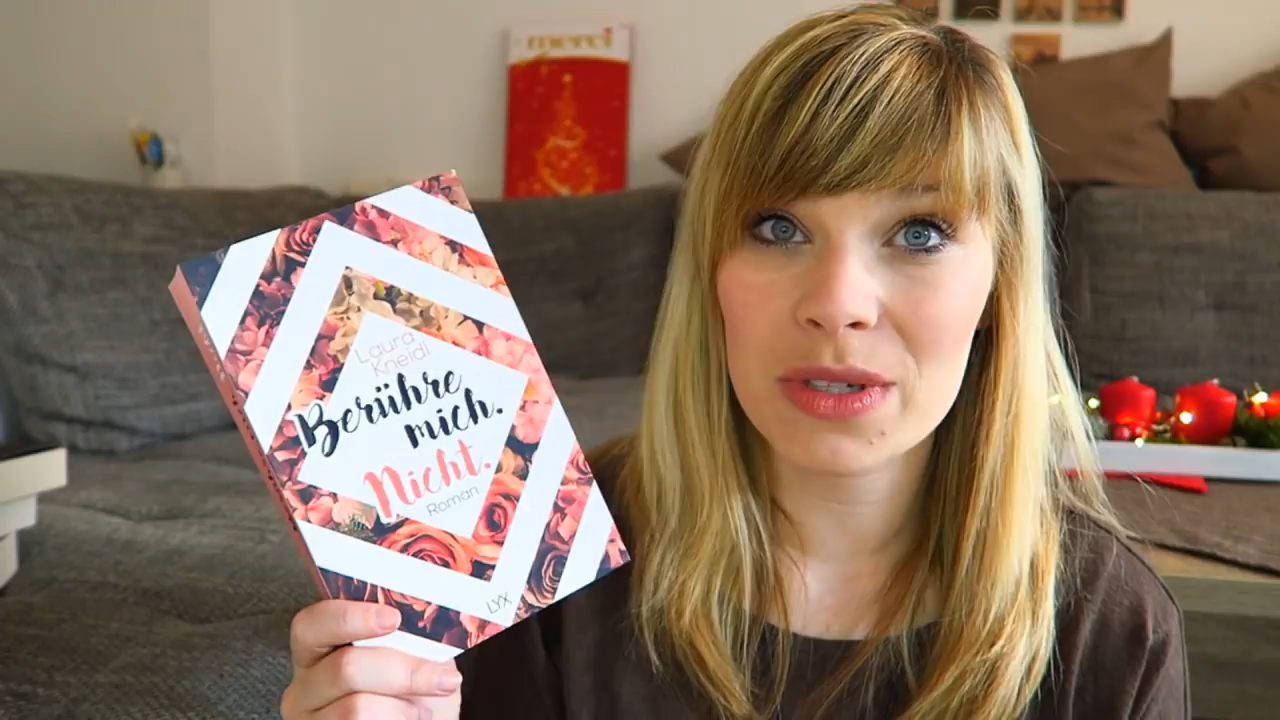 merci
Laura
Kneidl
Berühre
mich.
Nicht.
Roman
LYX